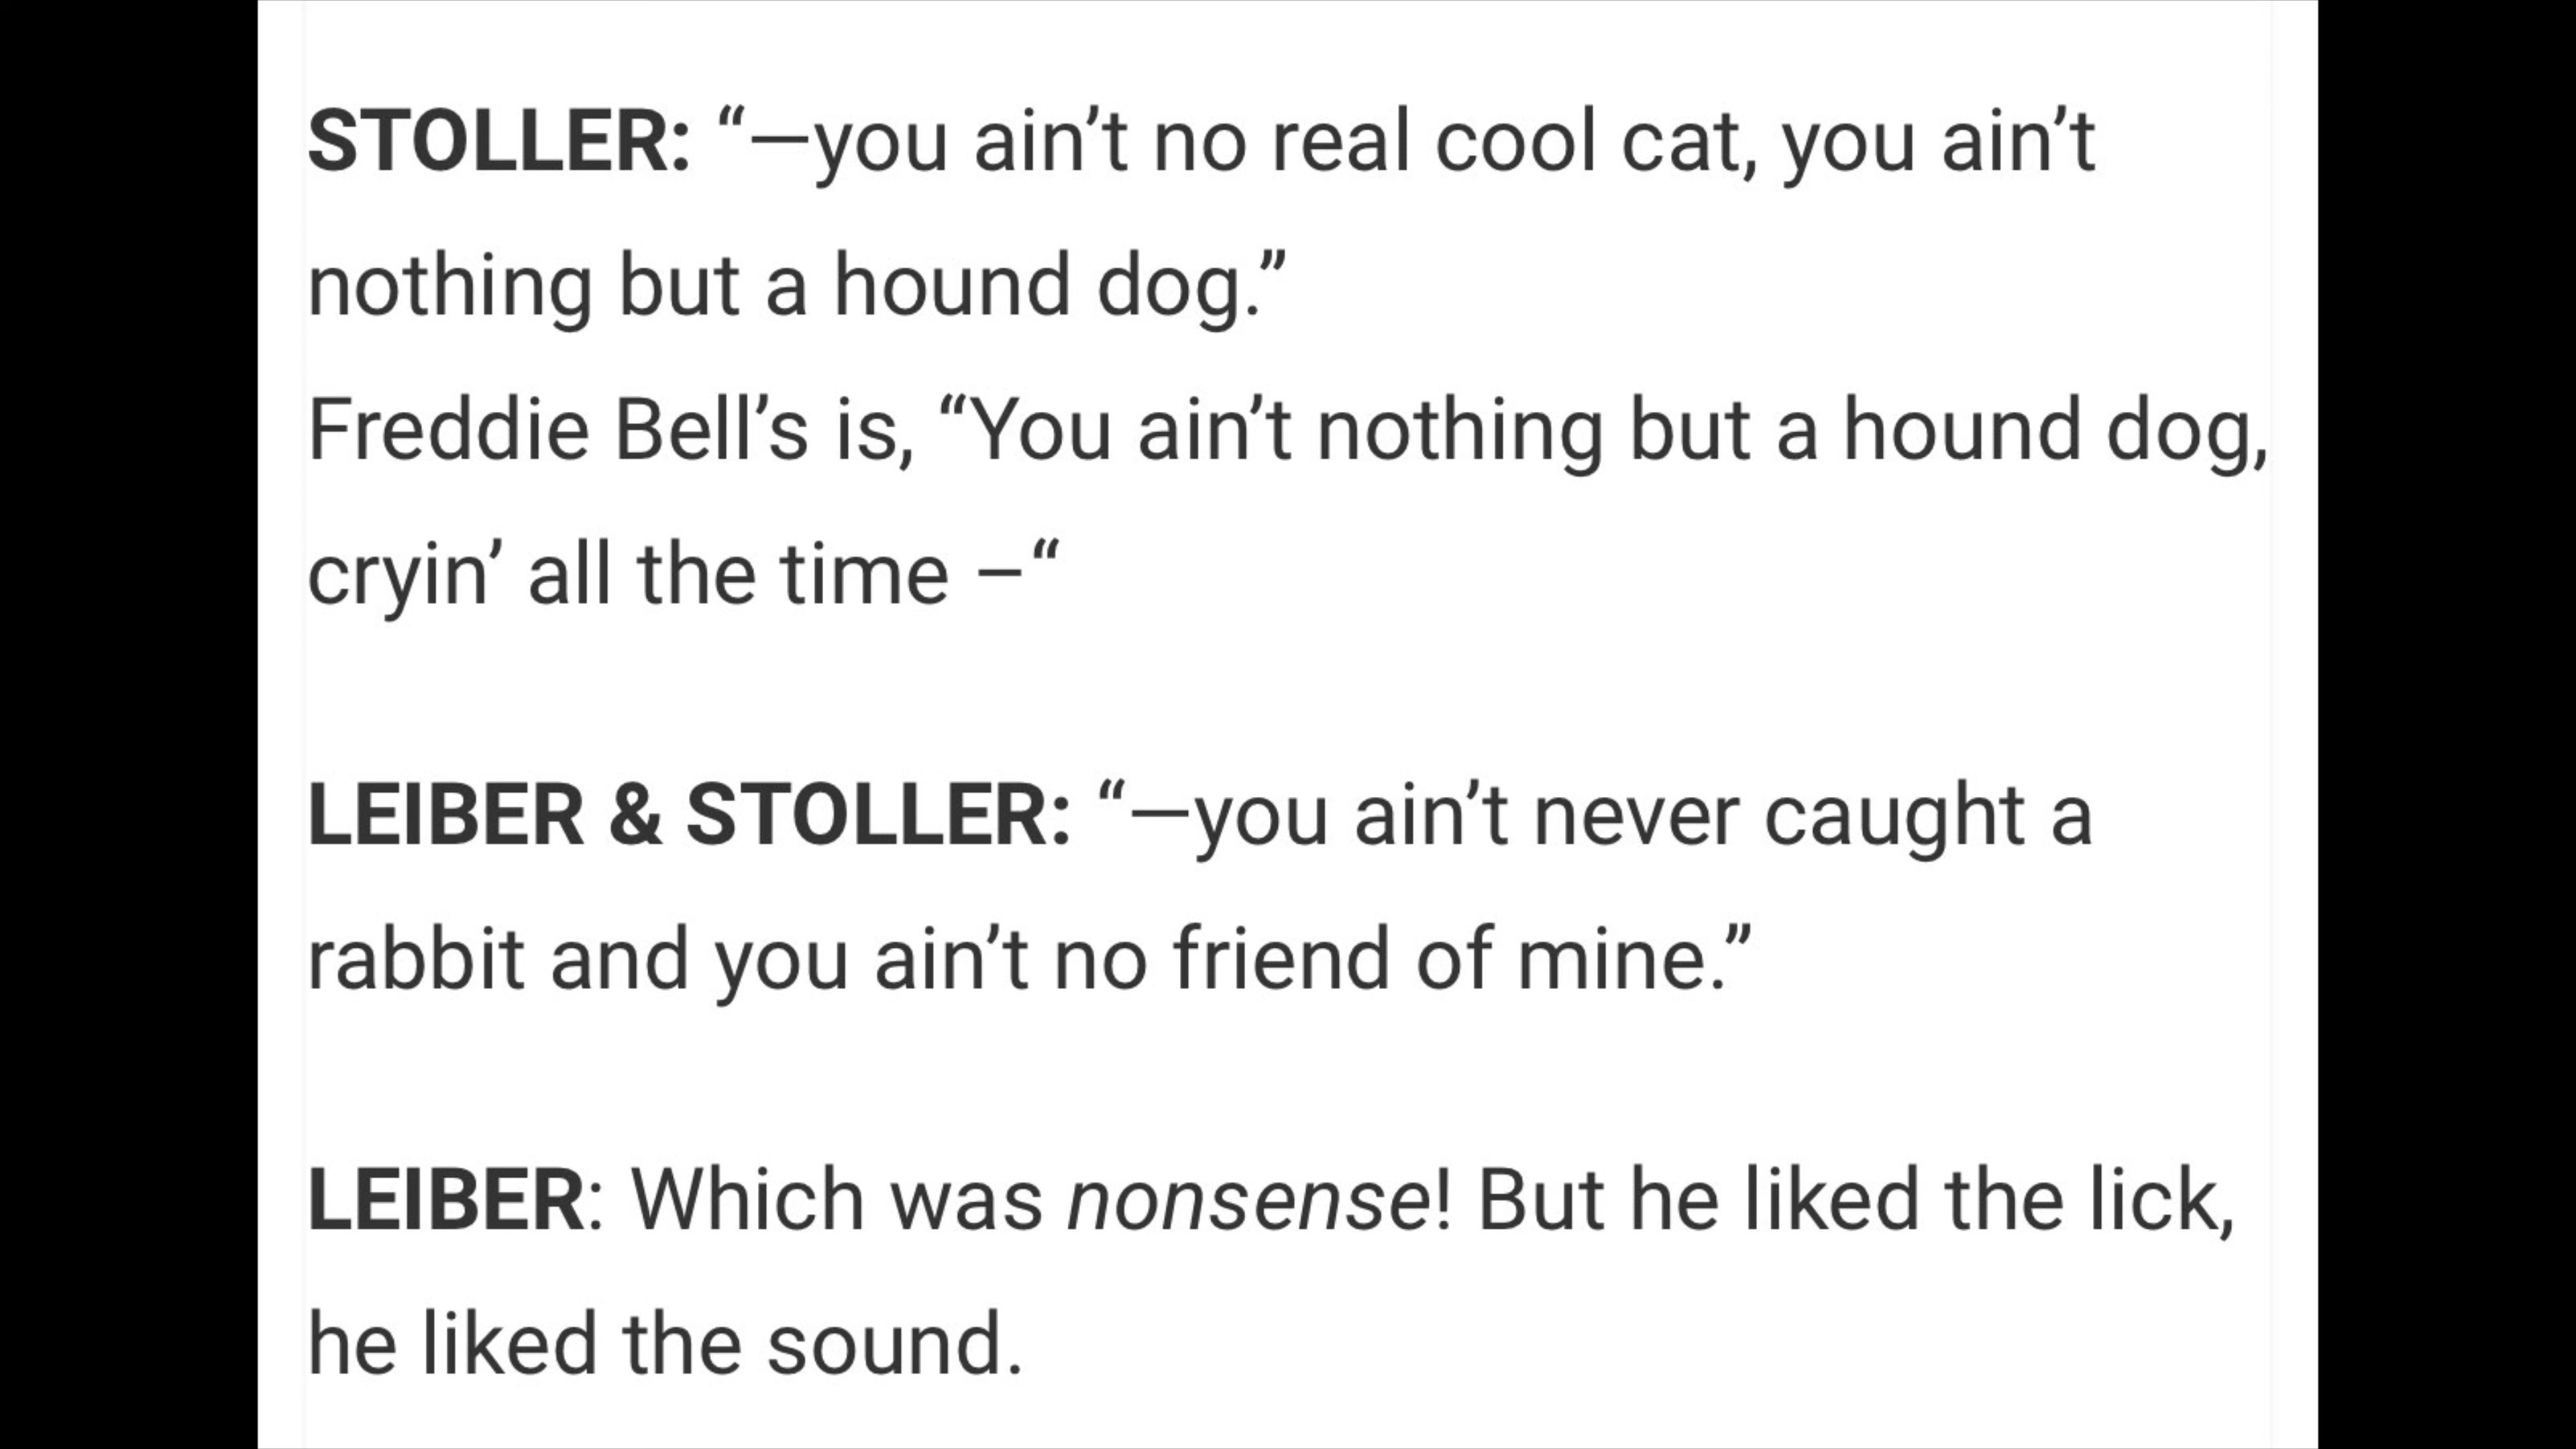 STOLLER: “—you ain’t no real cool cat, you ain’t
nothing but a hound dog.”
Freddie Bell’s is, “You ain’t nothing but a hound dog,
cryin’ all the time –“
LEIBER & STOLLER: “—you ain’t never caught a
rabbit and you ain’t no friend of mine.”
LEIBER: Which was nonsense! But he liked the lick,
he liked the sound.